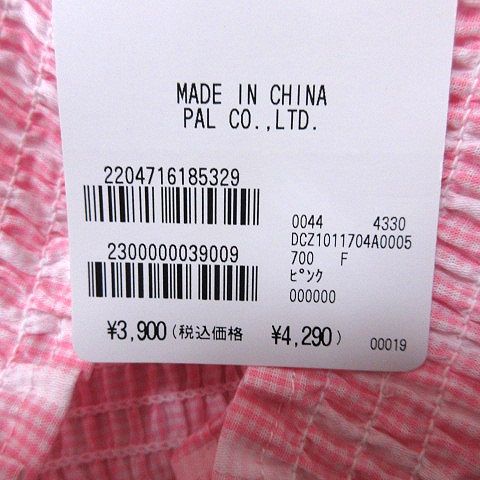 MADE IN CHINA
PAL CO.,LTD.
2204716185329
2300000039009
0044 4330
DCZ1011704A0005
700 F
ﾋﾟﾝｸ
000000
¥3,900(税込価格 ¥4,290)
00019